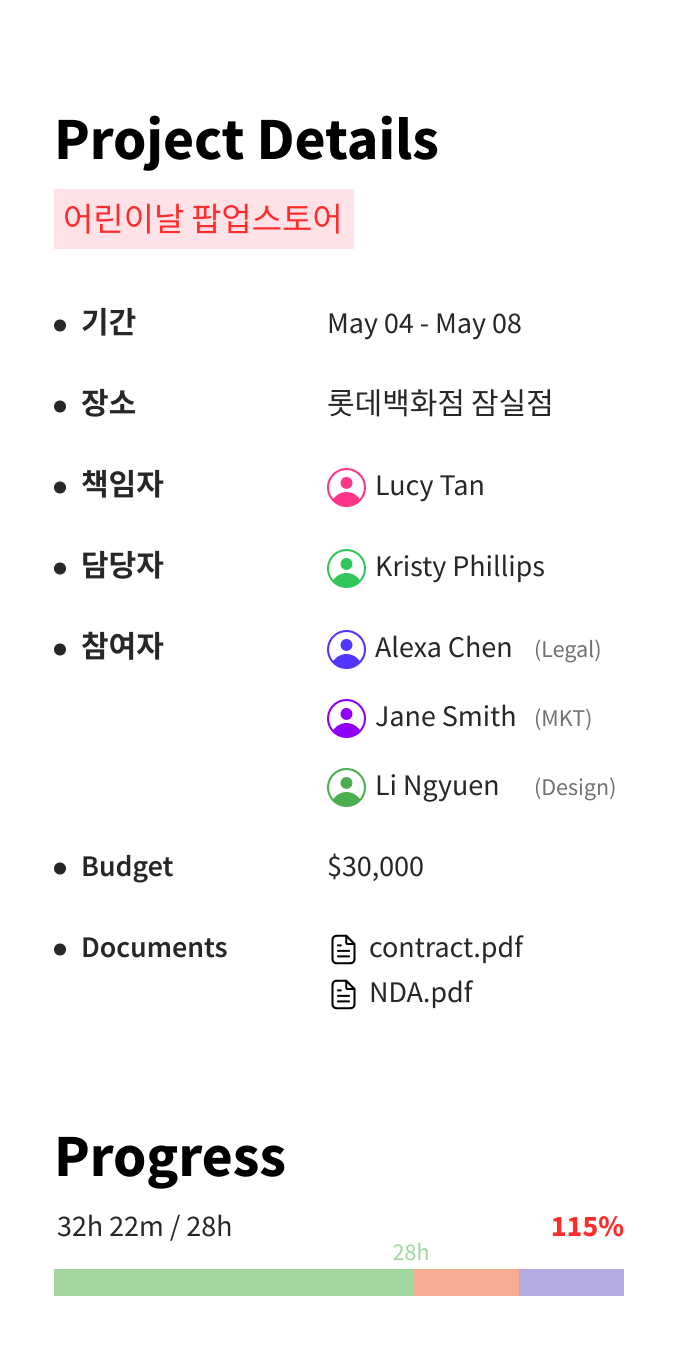 Project Details
어린이날 팝업스토어
기간 May 04 - May 08
장소 롯데백화점 잠실점
책임자 Lucy Tan
담당자 Kristy Phillips
참여자 Alexa Chen (Legal)
Jane Smith (MKT)
Li Ngyuen (Design)
Budget $30,000
Documents contract.pdf
NDA.pdf
Progress
32h 22m / 28h 115%
28h